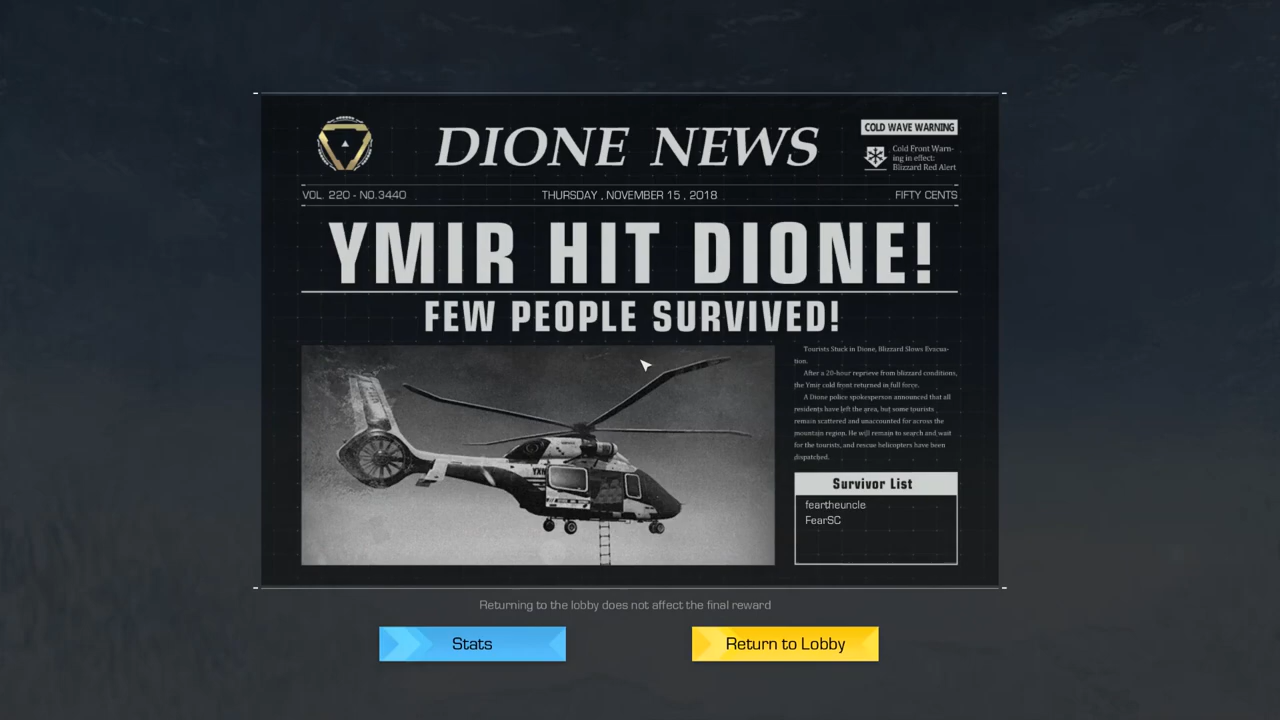 DIONE NEWS
COLD WAVE WARNING
Cold Front Warn-
ing in effect:
Blizzard Red Alert
VOL. 220 - NO.3440
THURSDAY , NOVEMBER 15 , 2018
FIFTY CENTS
YMIR HIT DIONE!
FEW PEOPLE SURVIVED!
Tourists Stuck in Dione, Blizzard Slows Evacua-
tion.
After a 20-hour reprieve from blizzard conditions,
the Ymir cold front returned in full force.
A Dione police spokesperson announced that all
residents have left the area, but some tourists
remain scattered and unaccounted for across the
mountain region. He will remain to search and wait
for the tourists, and rescue helicopters have been
dispatched.
Survivor List
feartheuncle
FearSC
Returning to the lobby does not affect the final reward
Stats
Return to Lobby